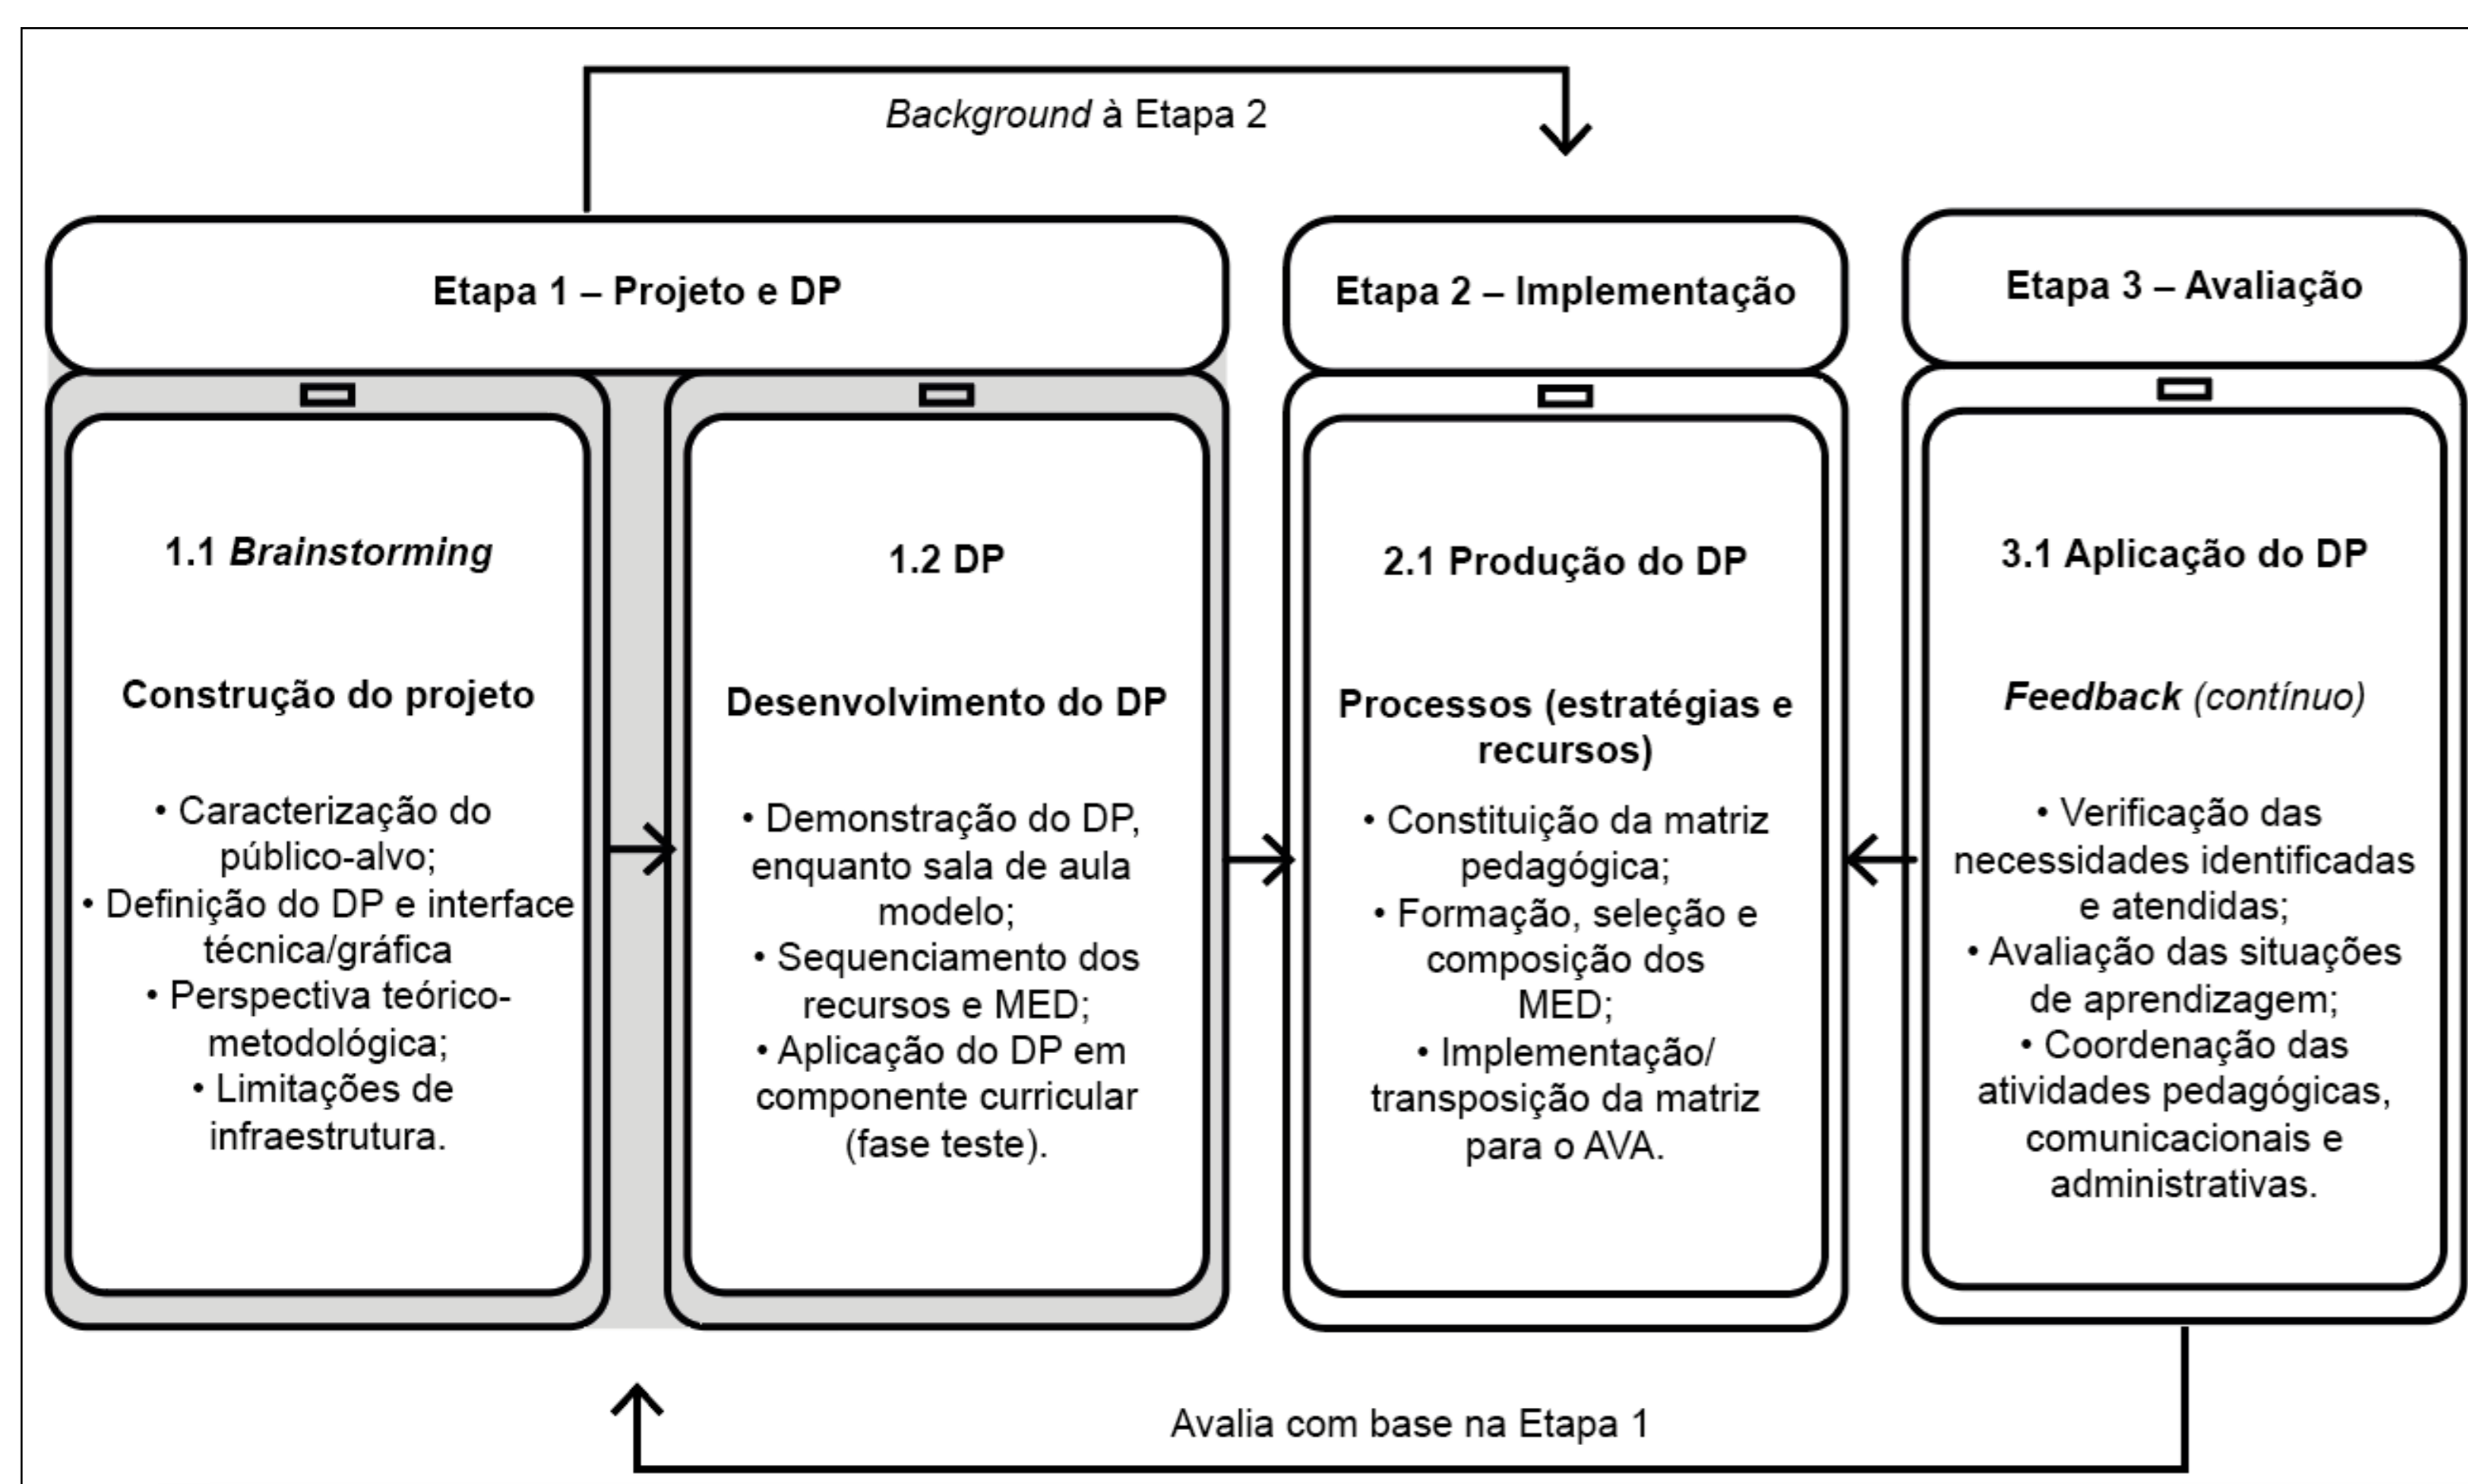 Background à Etapa 2
Etapa 1 – Projeto e DP
1.1 Brainstorming
Construção do projeto
• Caracterização do
público-alvo;
• Definição do DP e interface
técnica/gráfica
• Perspectiva teórico-
metodológica;
• Limitações de
infraestrutura.
1.2 DP
Desenvolvimento do DP
• Demonstração do DP,
enquanto sala de aula
modelo;
• Sequenciamento dos
recursos e MED;
• Aplicação do DP em
componente curricular
(fase teste).
Etapa 2 – Implementação
2.1 Produção do DP
Processos (estratégias e
recursos)
• Constituição da matriz
pedagógica;
• Formação, seleção e
composição dos
MED;
• Implementação/
transposição da matriz
para o AVA.
Etapa 3 – Avaliação
3.1 Aplicação do DP
Feedback (contínuo)
• Verificação das
necessidades identificadas
e atendidas;
• Avaliação das situações
de aprendizagem;
• Coordenação das
atividades pedagógicas,
comunicacionais e
administrativas.
Avalia com base na Etapa 1